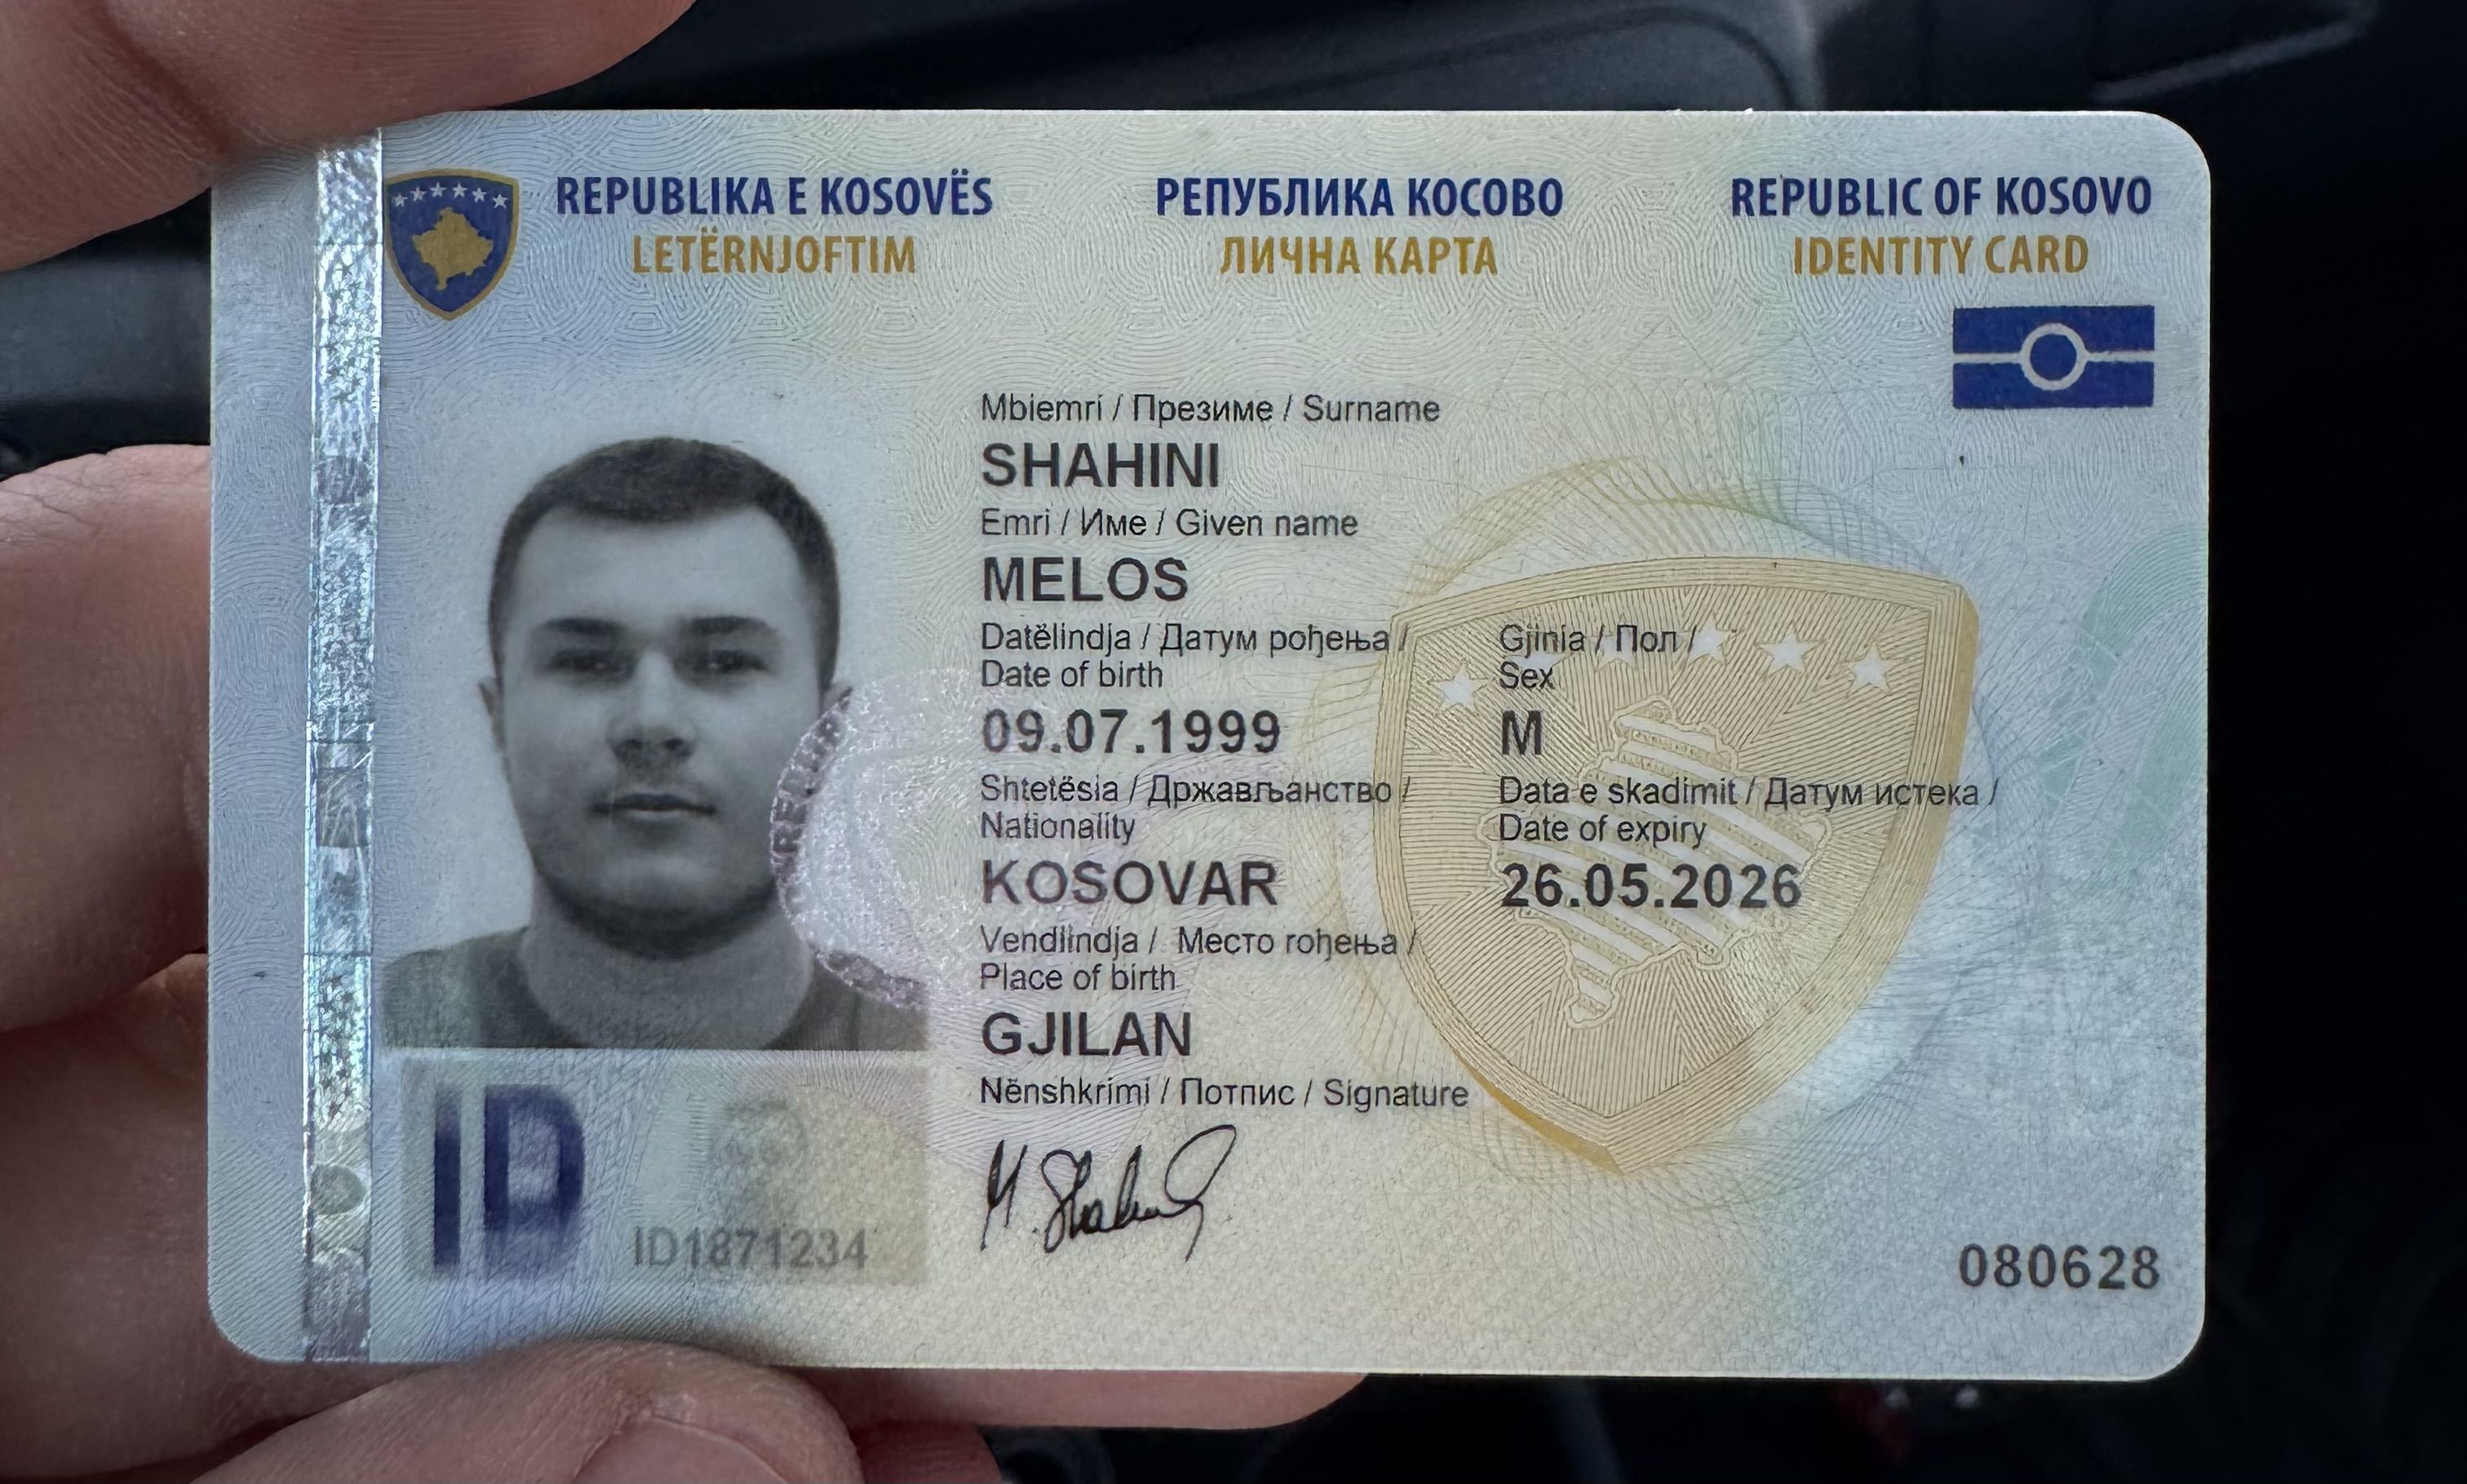 REPUBLIKA E KOSOVËS
LETËRNJOFTIM
РЕПУБЛИКА КОСОВО
ЛИЧНА КАРТА
REPUBLIC OF KOSOVO
IDENTITY CARD
Mbiemri / Презиме / Surname
SHAHINI
Emri / Име / Given name
MELOS
Datëlindja / Датум рођења /
Date of birth
09.07.1999
Gjinia / Пол /
Sex
M
Shtetësia / Држављанство /
Nationality
KOSOVAR
Data e skadimit / Датум истека /
Date of expiry
26.05.2026
Vendlindja / Место рођења /
Place of birth
GJILAN
Nënshkrimi / Потпис / Signature
M. Shahini
ID
ID1871234
080628